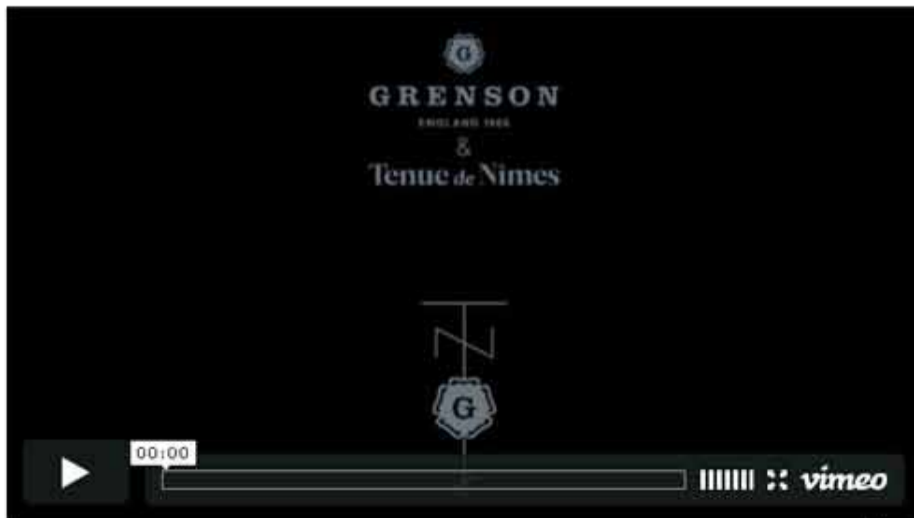 G
GRENSON
ENGLAND 1866
&
Tenue de Nimes
G
00:00
vimeo